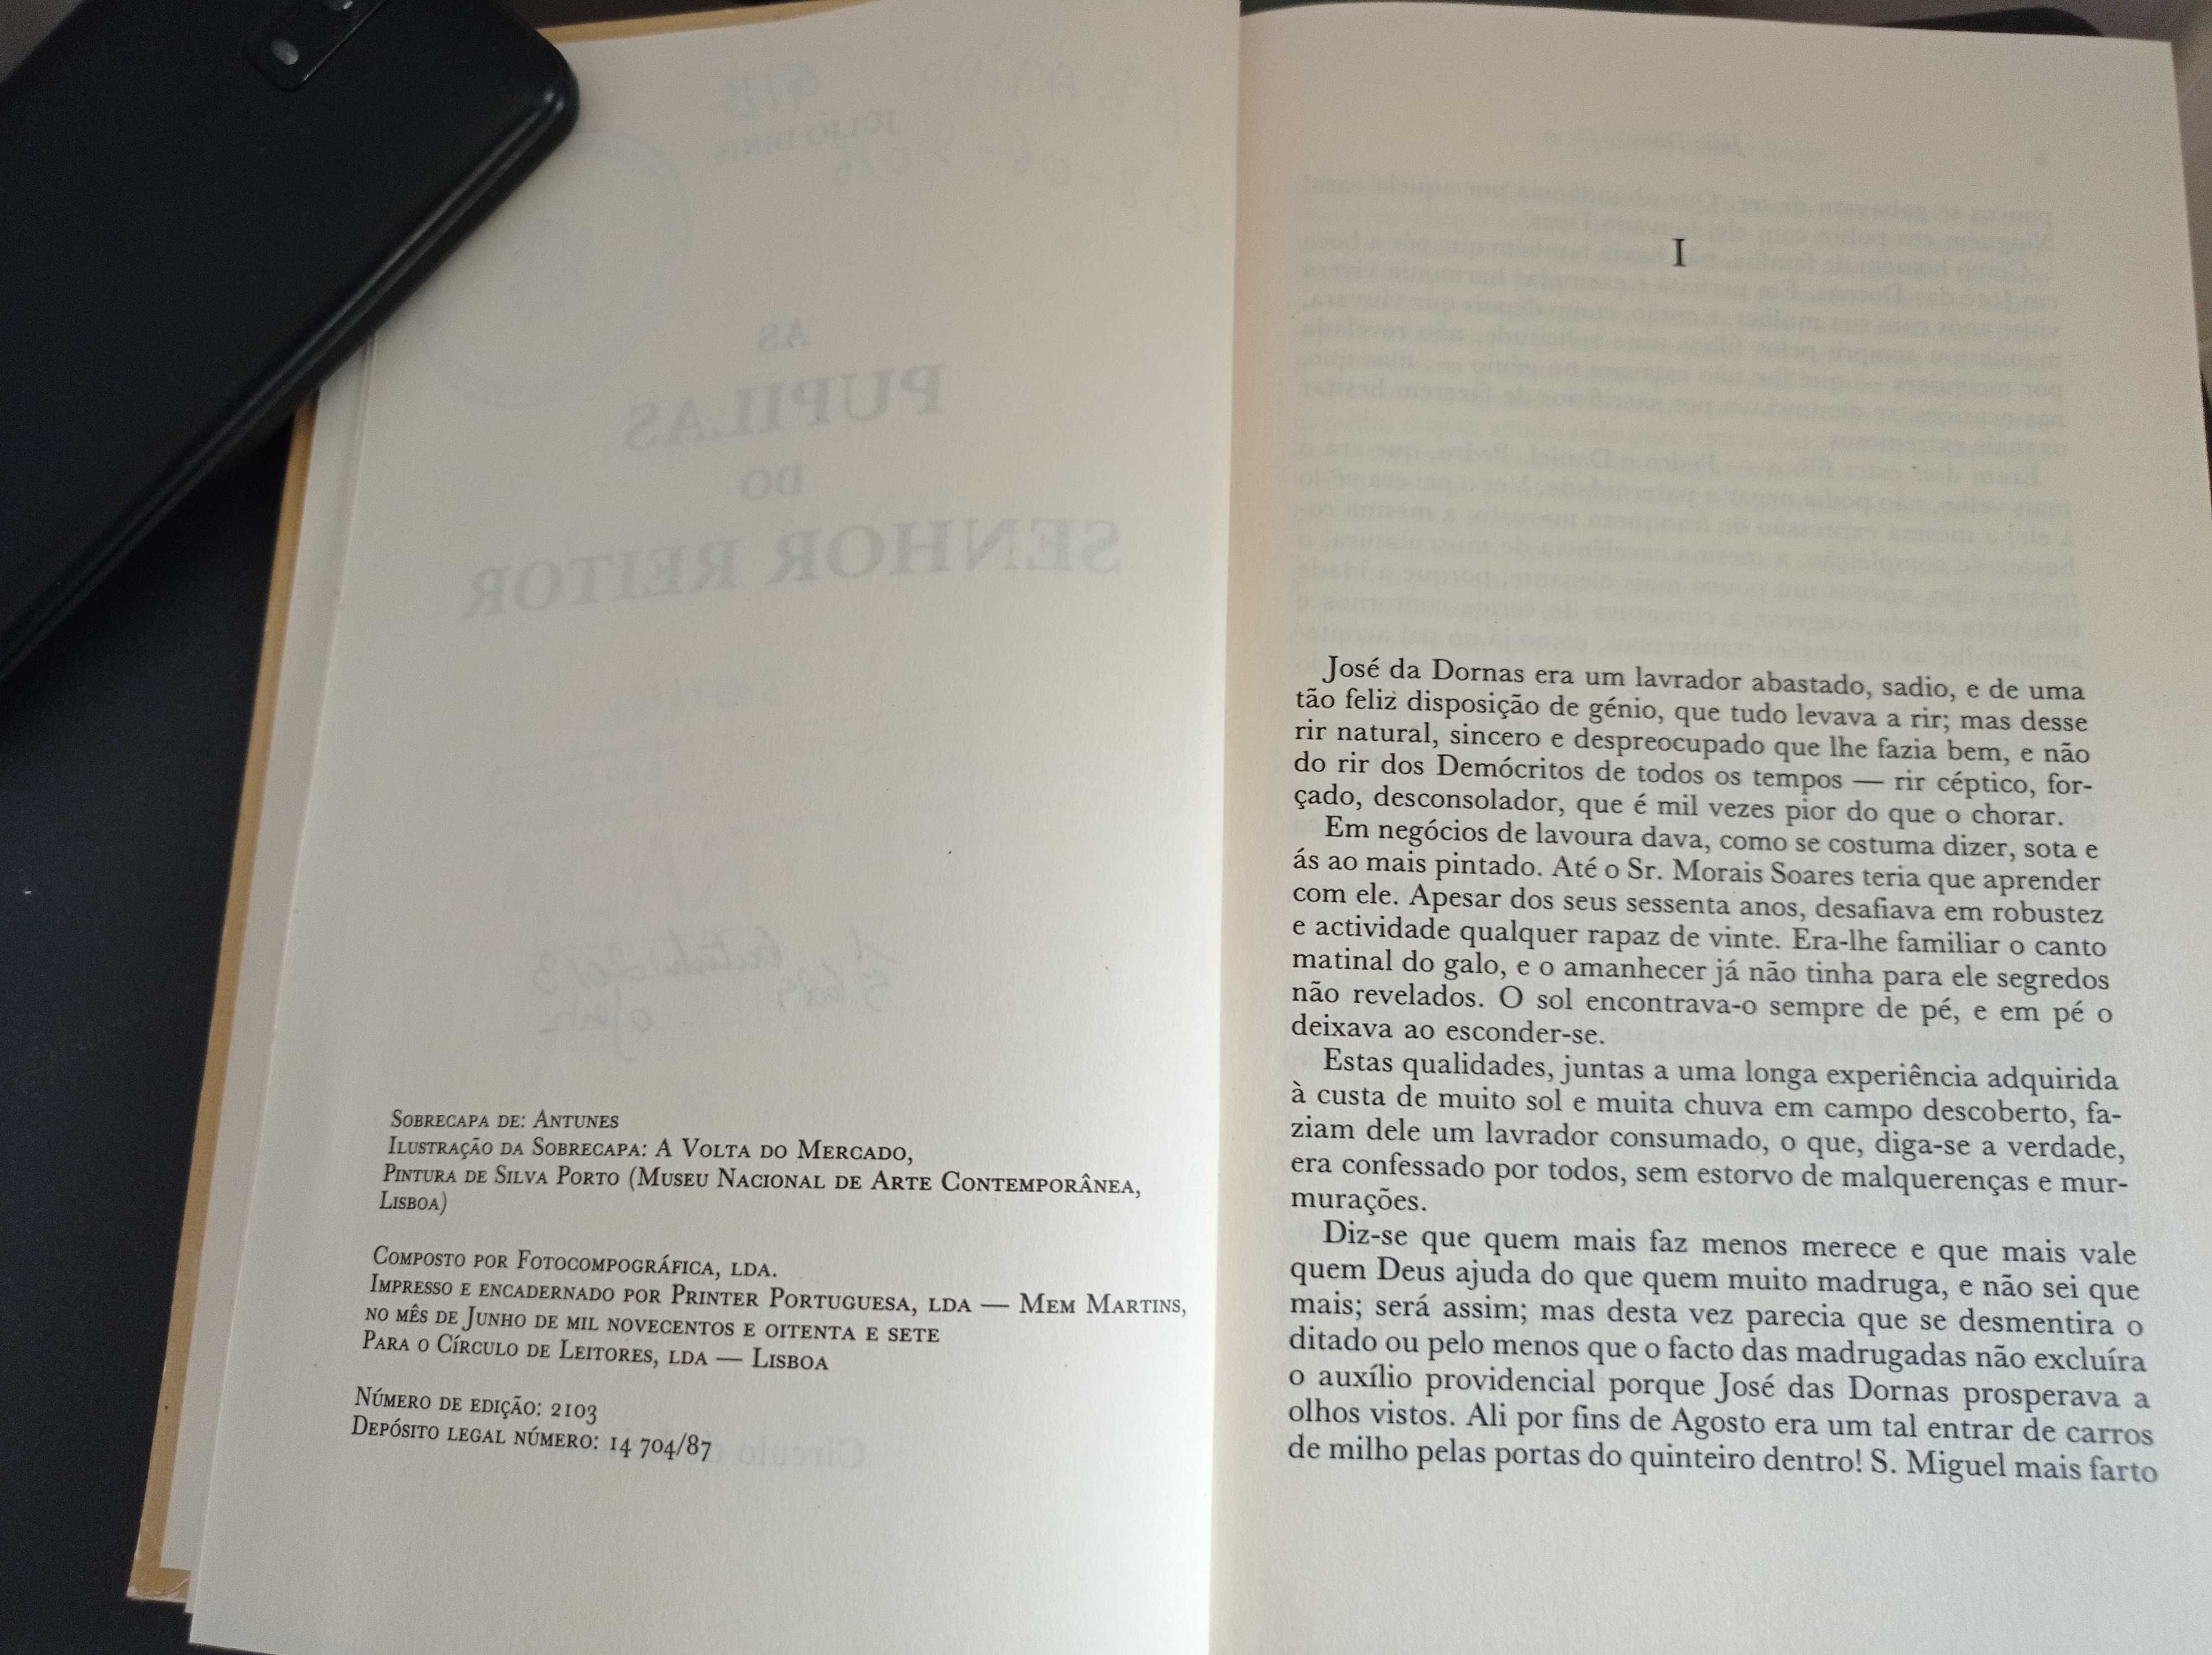 SOBRECAPA DE: ANTUNES
ILUSTRAÇÃO DA SOBRECAPA: A VOLTA DO MERCADO,
PINTURA DE SILVA PORTO (MUSEU NACIONAL DE ARTE CONTEMPORÂNEA,
LISBOA)
COMPOSTO POR FOTOCOMPOGRÁFICA, LDA.
IMPRESSO E ENCADERNADO POR PRINTER PORTUGUESA, LDA — MEM MARTINS,
NO MÊS DE JUNHO DE MIL NOVECENTOS E OITENTA E SETE
PARA O CÍRCULO DE LEITORES, LDA — LISBOA
NÚMERO DE EDIÇÃO: 2103
DEPÓSITO LEGAL NÚMERO: 14 704/87
AS
PUPILAS
DO
SENHOR REITOR
I
José da Dornas era um lavrador abastado, sadio, e de uma
tão feliz disposição de génio, que tudo levava a rir; mas desse
rir natural, sincero e despreocupado que lhe fazia bem, e não
do rir dos Demócritos de todos os tempos — rir céptico, for-
çado, desconsolador, que é mil vezes pior do que o chorar.
Em negócios de lavoura dava, como se costuma dizer, sota e
ás ao mais pintado. Até o Sr. Morais Soares teria que aprender
com ele. Apesar dos seus sessenta anos, desafiava em robustez
e actividade qualquer rapaz de vinte. Era-lhe familiar o canto
matinal do galo, e o amanhecer já não tinha para ele segredos
não revelados. O sol encontrava-o sempre de pé, e em pé o
deixava ao esconder-se.
Estas qualidades, juntas a uma longa experiência adquirida
à custa de muito sol e muita chuva em campo descoberto, fa-
ziam dele um lavrador consumado, o que, diga-se a verdade,
era confessado por todos, sem estorvo de malquerenças e mur-
murações.
Diz-se que quem mais faz menos merece e que mais vale
quem Deus ajuda do que quem muito madruga, e não sei que
mais; será assim; mas desta vez parecia que se desmentira o
ditado ou pelo menos que o facto das madrugadas não excluíra
o auxílio providencial porque José das Dornas prosperava a
olhos vistos. Ali por fins de Agosto era um tal entrar de carros
de milho pelas portas do quinteiro dentro! S. Miguel mais farto